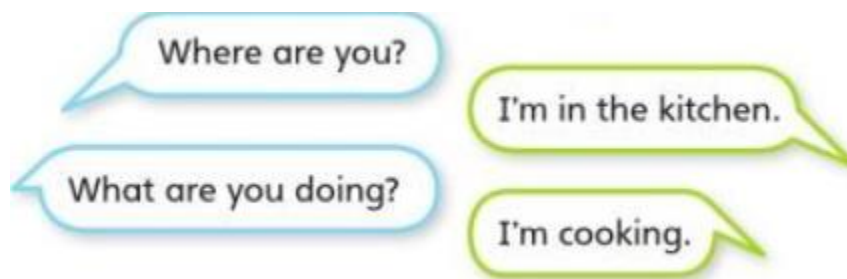 Where are you?
I'm in the kitchen.
What are you doing?
I'm cooking.